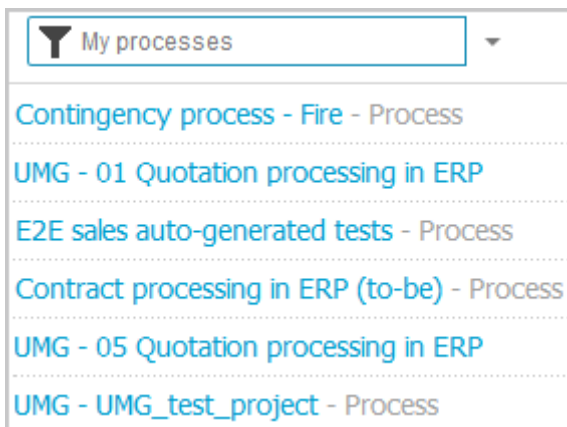 My processes
Contingency process - Fire - Process
UMG - 01 Quotation processing in ERP
E2E sales auto-generated tests - Process
Contract processing in ERP (to-be) - Process
UMG - 05 Quotation processing in ERP
UMG - UMG_test_project - Process